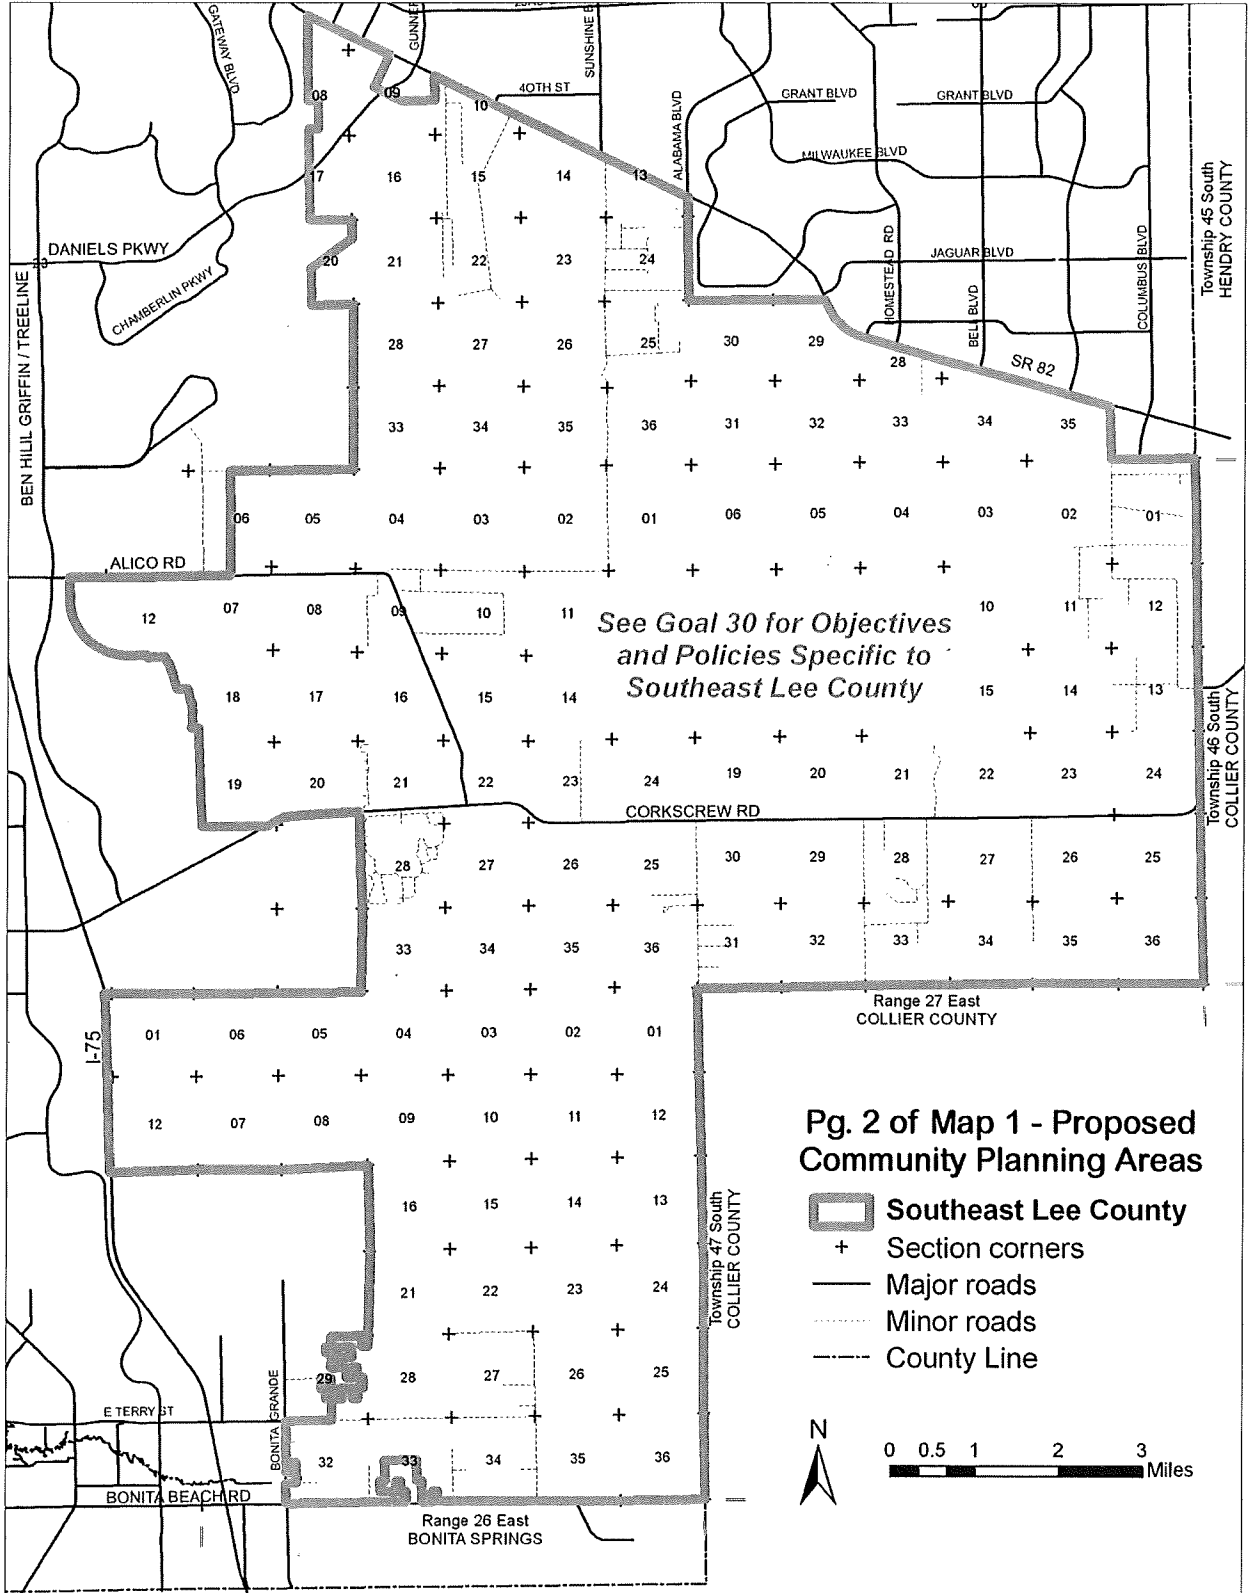 23RD
GATEWAY BLVD
GUNNER
SUNSHINE B
08
09
10
40TH ST
ALABAMA BLVD
GRANT BLVD
GRANT BLVD
MILWAUKEE BLVD
17
16
15
14
13
DANIELS PKWY
23
CHAMBERLIN PKWY
20
21
22
23
24
HOMESTEAD RD
JAGUAR BLVD
BELL BLVD
COLUMBUS BLVD
Township 45 South
HENDRY COUNTY
BEN HILIL GRIFFIN / TREELINE
28
27
26
25
30
29
28
SR 82
33
34
35
36
31
32
33
34
35
06
05
04
03
02
01
06
05
04
03
02
01
ALICO RD
12
07
08
09
10
11
10
11
12
See Goal 30 for Objectives
and Policies Specific to
Southeast Lee County
18
17
16
15
14
15
14
13
Township 46 South
COLLIER COUNTY
19
20
21
22
23
24
19
20
21
22
23
24
CORKSCREW RD
28
27
26
25
30
29
28
27
26
25
33
34
35
36
31
32
33
34
35
36
Range 27 East
COLLIER COUNTY
I-75
01
06
05
04
03
02
01
12
07
08
09
10
11
12
16
15
14
13
Township 47 South
COLLIER COUNTY
21
22
23
24
29
28
27
26
25
BONITA GRANDE
E TERRY ST
32
33
34
35
36
BONITA BEACH RD
Range 26 East
BONITA SPRINGS
Pg. 2 of Map 1 - Proposed
Community Planning Areas
Southeast Lee County
Section corners
Major roads
Minor roads
County Line
N
0 0.5 1 2 3
Miles